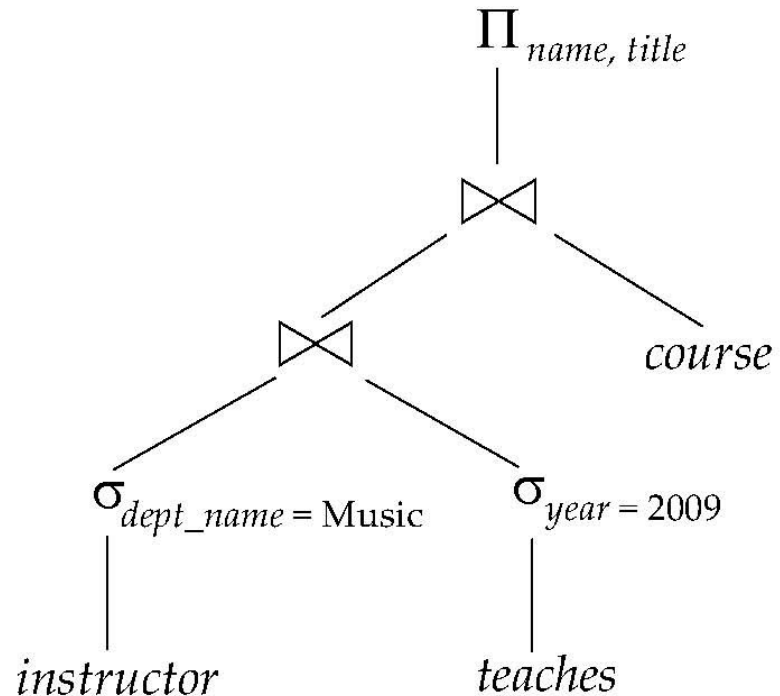 Π name, title
⋈
⋈
course
σ dept_name = Music
σ year = 2009
instructor
teaches